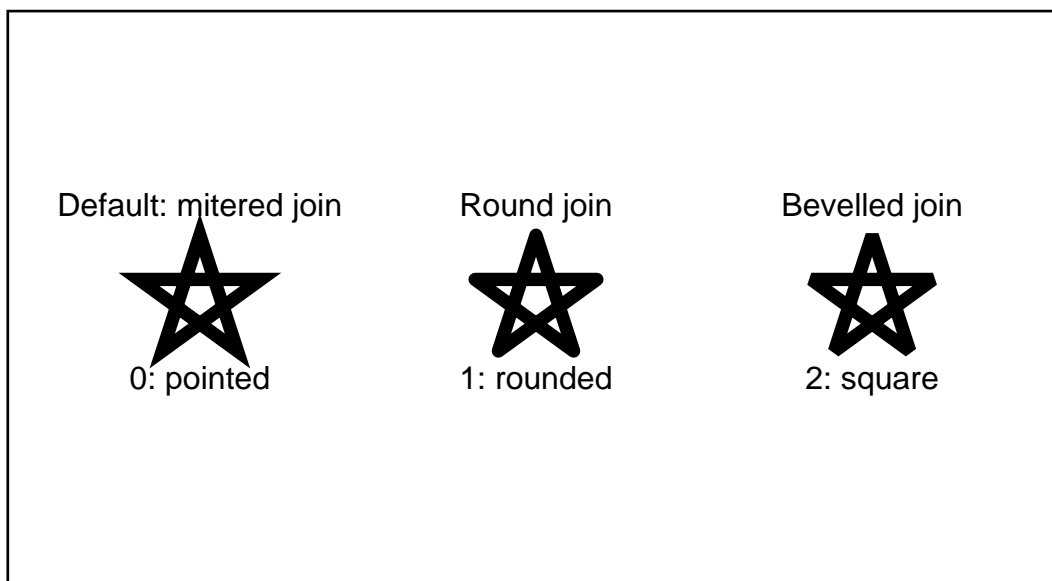 Default: mitered join
Round join
Bevelled join
0: pointed
1: rounded
2: square